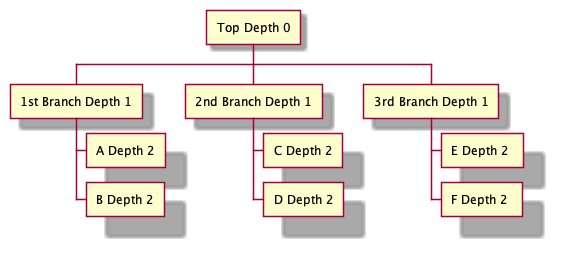 Top Depth 0
1st Branch Depth 1
2nd Branch Depth 1
3rd Branch Depth 1
A Depth 2
C Depth 2
E Depth 2
B Depth 2
D Depth 2
F Depth 2